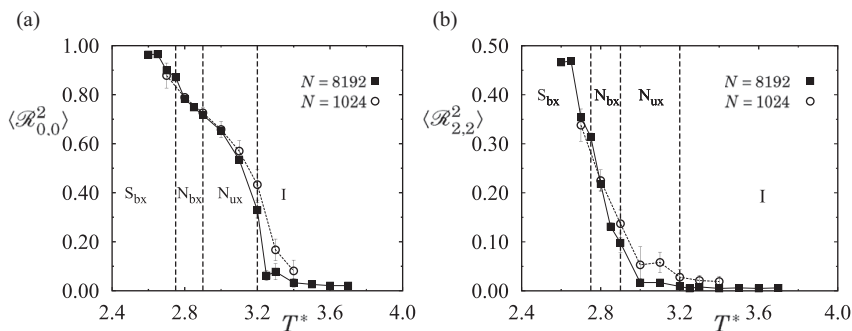 (a)
1.00
0.80
0.60
0.40
0.20
0.00
⟨ℛ²₀,₀⟩
N = 8192
N = 1024
S_bx
N_bx
N_ux
I
2.4
2.8
3.2
3.6
4.0
T*
(b)
0.50
0.40
0.30
0.20
0.10
0.00
⟨ℛ²₂,₂⟩
N = 8192
N = 1024
S_bx
N_bx
N_ux
I
2.4
2.8
3.2
3.6
4.0
T*